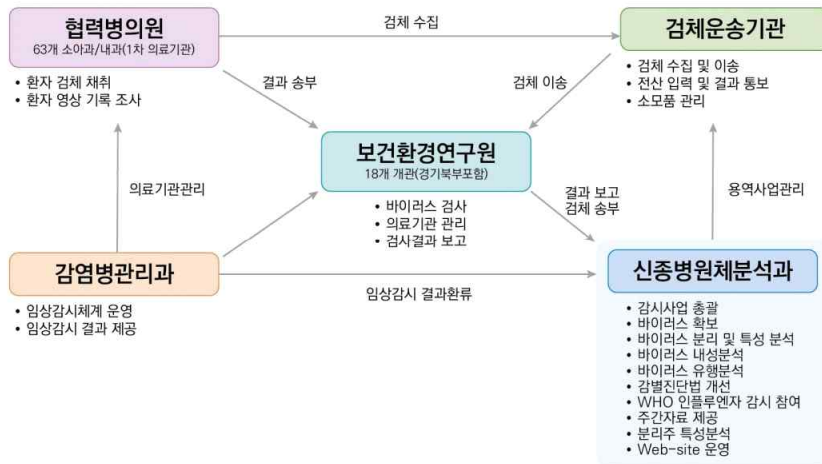 협력병의원
63개 소아과/내과(1차 의료기관)
• 환자 검체 채취
• 환자 영상 기록 조사
검체 수집
검체운송기관
• 검체 수집 및 이송
• 전산 입력 및 결과 통보
• 소모품 관리
결과 송부
검체 이송
보건환경연구원
18개 개관(경기북부포함)
• 바이러스 검사
• 의료기관 관리
• 검사결과 보고
의료기관관리
결과 보고
검체 송부
용역사업관리
감염병관리과
• 임상감시체계 운영
• 임상감시 결과 제공
임상감시 결과환류
신종병원체분석과
• 감시사업 총괄
• 바이러스 확보
• 바이러스 분리 및 특성 분석
• 바이러스 내성분석
• 바이러스 유행분석
• 감별진단법 개선
• WHO 인플루엔자 감시 참여
• 주간자료 제공
• 분리주 특성분석
• Web-site 운영